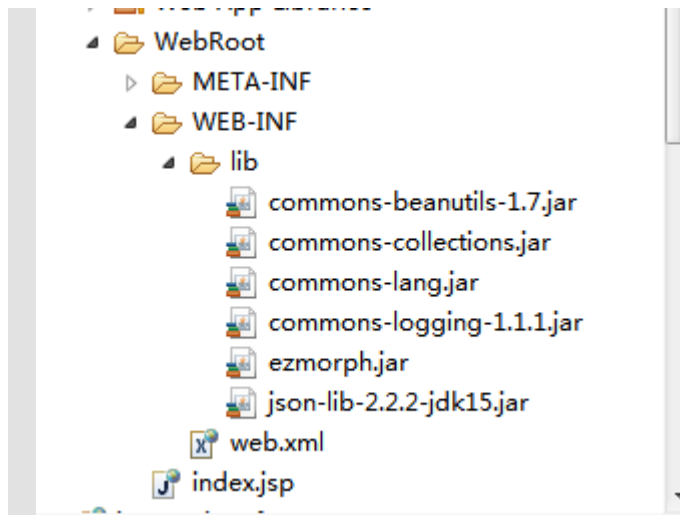 WebRoot
META-INF
WEB-INF
lib
commons-beanutils-1.7.jar
commons-collections.jar
commons-lang.jar
commons-logging-1.1.1.jar
ezmorph.jar
json-lib-2.2.2-jdk15.jar
web.xml
index.jsp